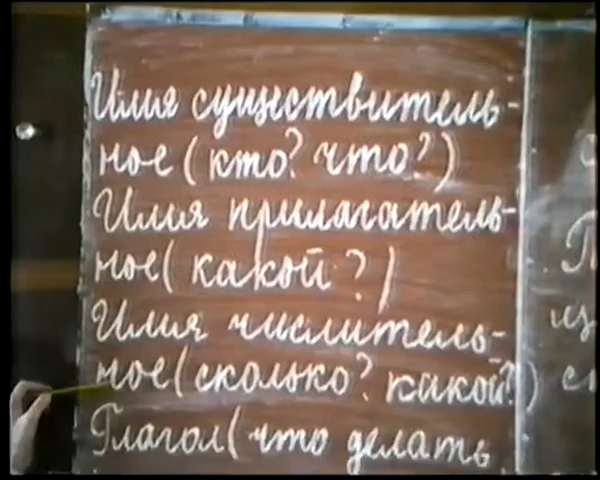 Имя существитель-
ное (кто? что?)
Имя прилагатель-
ное (какой?)
Имя числитель-
ное (сколько? какой?)
Глагол (что делать